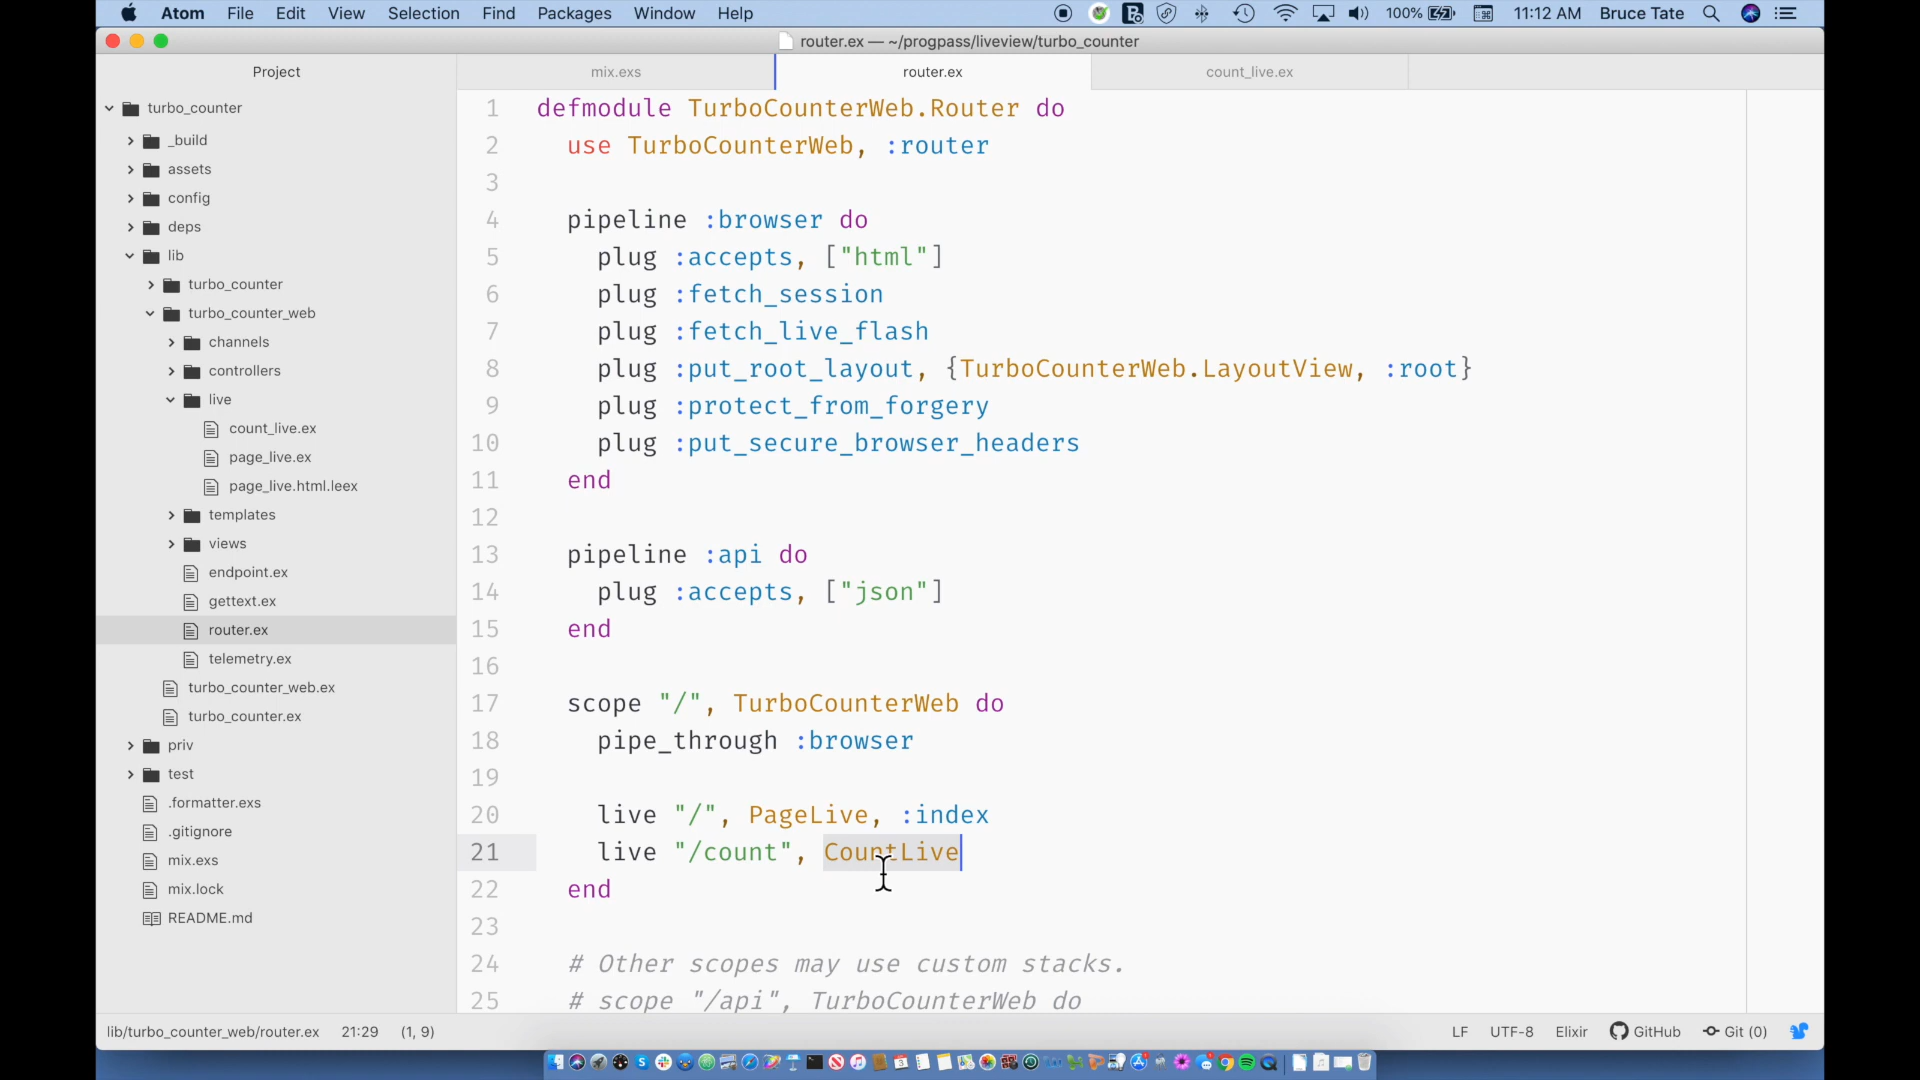 Atom File Edit View Selection Find Packages Window Help 100% 11:12 AM Bruce Tate
router.ex — ~/progpass/liveview/turbo_counter
Project
mix.exs
router.ex
count_live.ex
turbo_counter
_build
assets
config
deps
lib
turbo_counter
turbo_counter_web
channels
controllers
live
count_live.ex
page_live.ex
page_live.html.leex
templates
views
endpoint.ex
gettext.ex
router.ex
telemetry.ex
turbo_counter_web.ex
turbo_counter.ex
priv
test
.formatter.exs
.gitignore
mix.exs
mix.lock
README.md
1 defmodule TurboCounterWeb.Router do
2 use TurboCounterWeb, :router
3
4 pipeline :browser do
5 plug :accepts, ["html"]
6 plug :fetch_session
7 plug :fetch_live_flash
8 plug :put_root_layout, {TurboCounterWeb.LayoutView, :root}
9 plug :protect_from_forgery
10 plug :put_secure_browser_headers
11 end
12
13 pipeline :api do
14 plug :accepts, ["json"]
15 end
16
17 scope "/", TurboCounterWeb do
18 pipe_through :browser
19
20 live "/", PageLive, :index
21 live "/count", CountLive
22 end
23
24 # Other scopes may use custom stacks.
25 # scope "/api", TurboCounterWeb do
lib/turbo_counter_web/router.ex 21:29 (1, 9) LF UTF-8 Elixir GitHub Git (0)